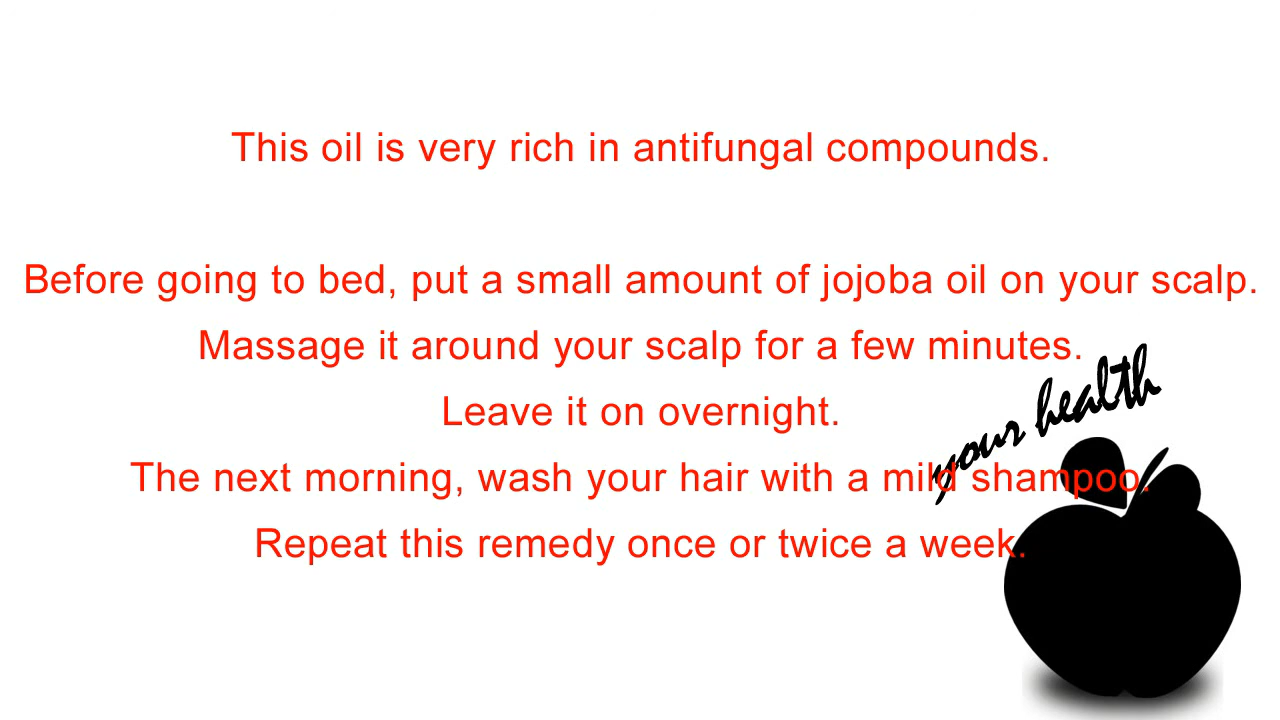 This oil is very rich in antifungal compounds.
Before going to bed, put a small amount of jojoba oil on your scalp.
Massage it around your scalp for a few minutes.
Leave it on overnight.
The next morning, wash your hair with a mild shampoo.
Repeat this remedy once or twice a week.
your health